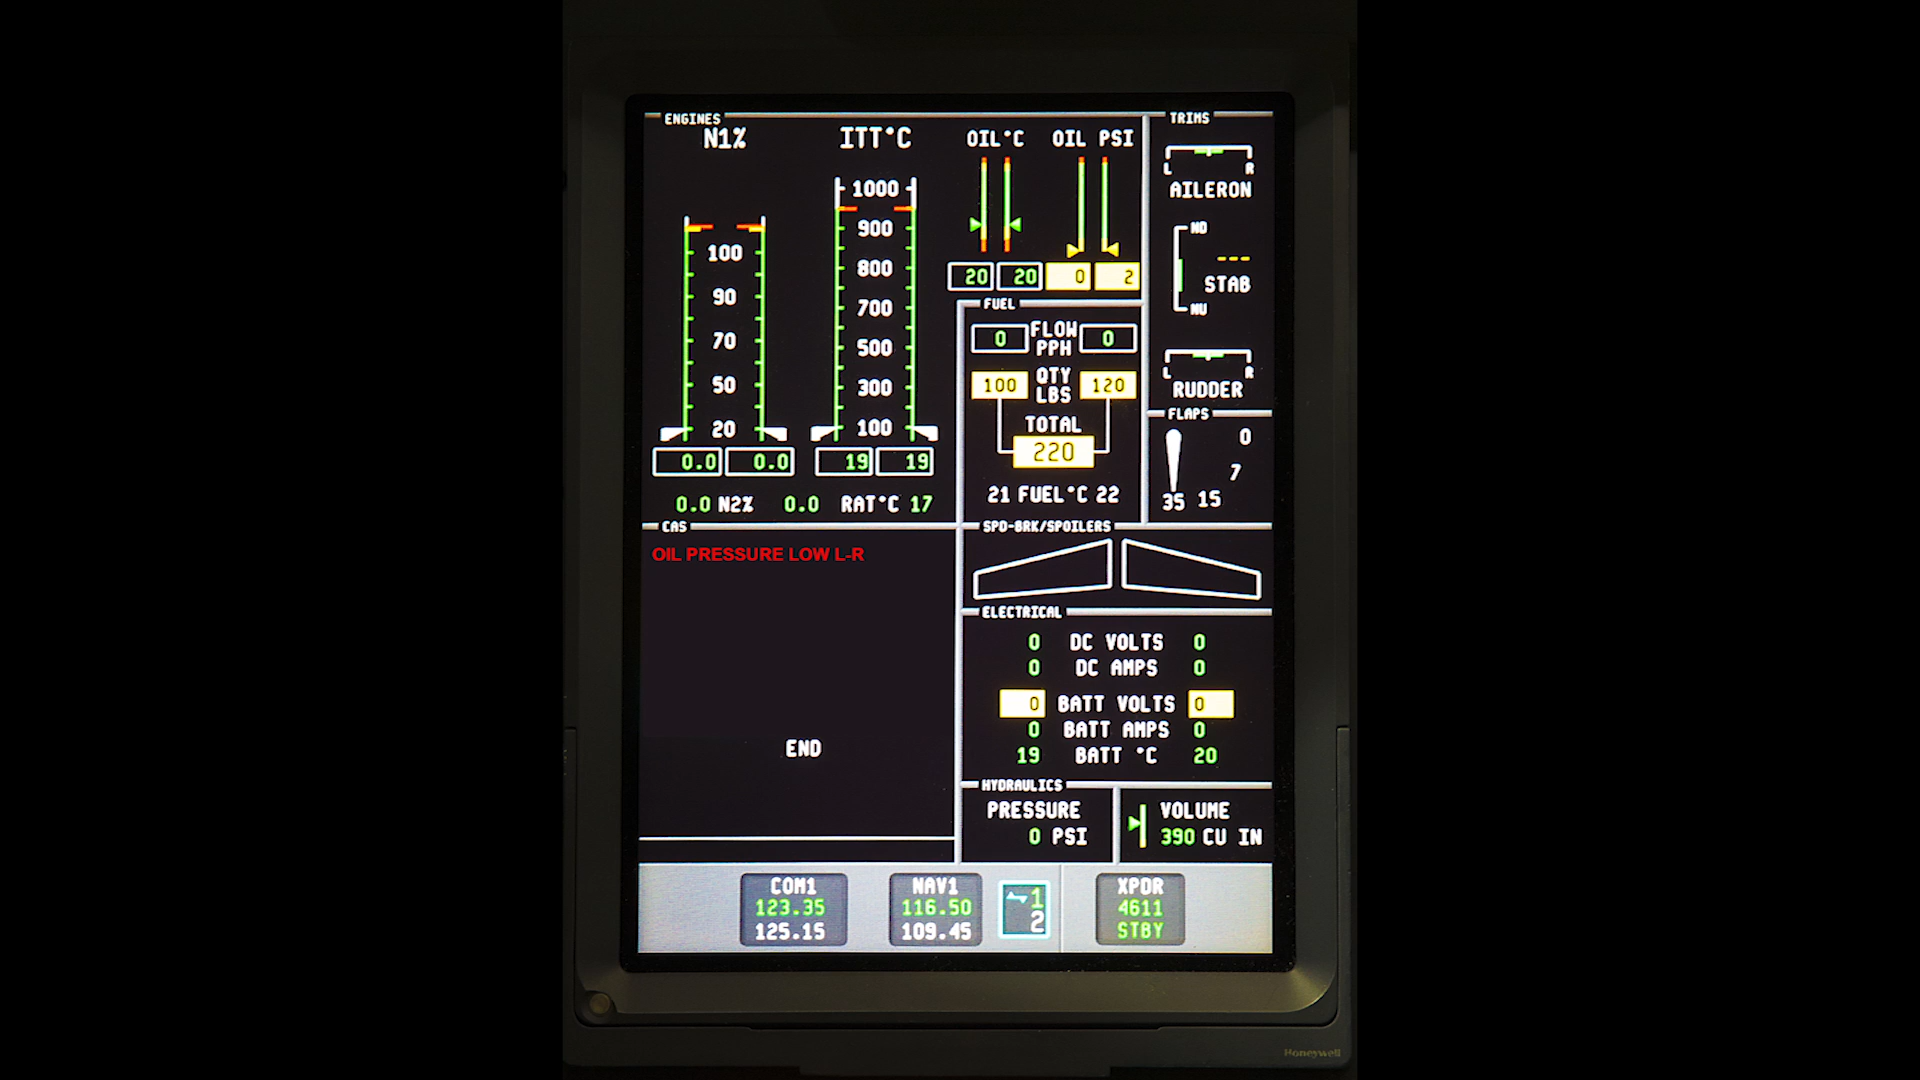 ENGINES
N1%
ITT°C
OIL°C OIL PSI
1000
900
800
700
500
300
100
100
90
70
50
20
0.0 0.0
19 19
20 20 0 2
0.0 N2% 0.0 RAT°C 17
FUEL
0 FLOW PPH 0
100 QTY LBS 120
TOTAL
220
21 FUEL°C 22
TRIMS
L R
AILERON
ND
---
STAB
NU
L R
RUDDER
FLAPS
0
7
35 15
CAS
OIL PRESSURE LOW L-R
END
SPD-BRK/SPOILERS
ELECTRICAL
0 DC VOLTS 0
0 DC AMPS 0
0 BATT VOLTS 0
0 BATT AMPS 0
19 BATT °C 20
HYDRAULICS
PRESSURE
0 PSI
VOLUME
390 CU IN
COM1
123.35
125.15
NAV1
116.50
109.45
1
2
XPDR
4611
STBY
Honeywell